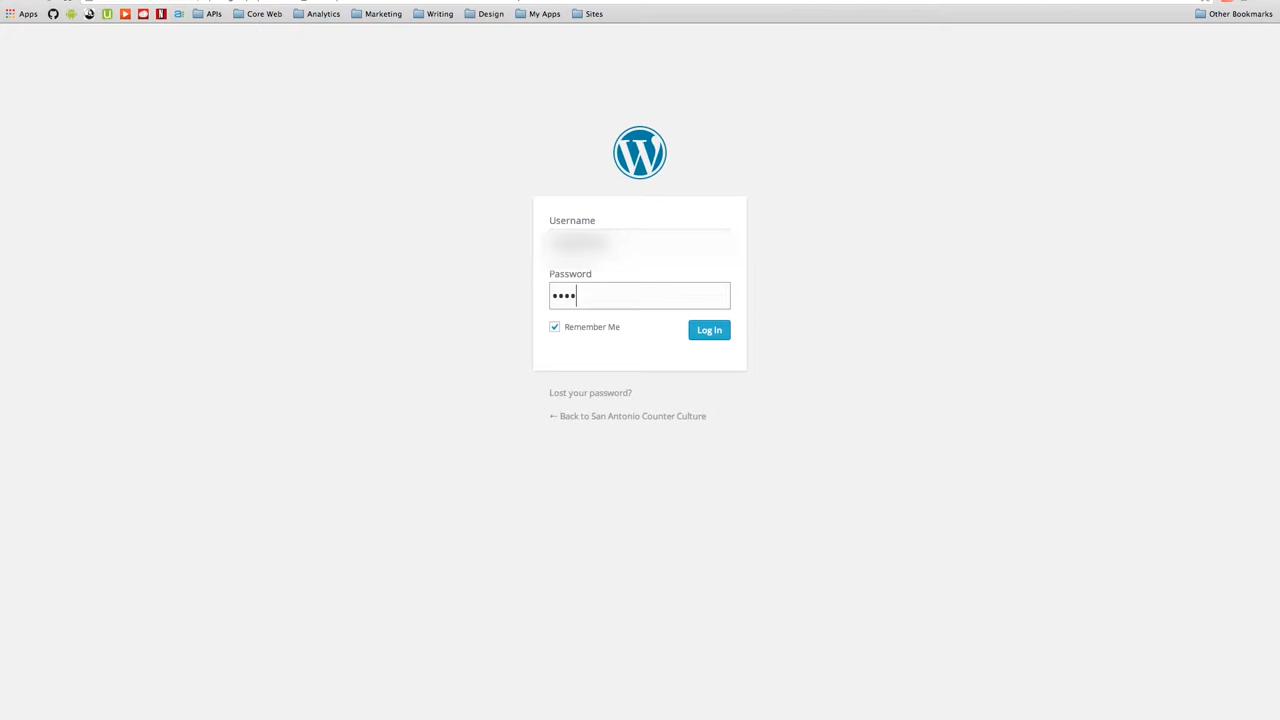 Apps APIs Core Web Analytics Marketing Writing Design My Apps Sites Other Bookmarks
Username
Password
••••
Remember Me Log In
Lost your password?
← Back to San Antonio Counter Culture